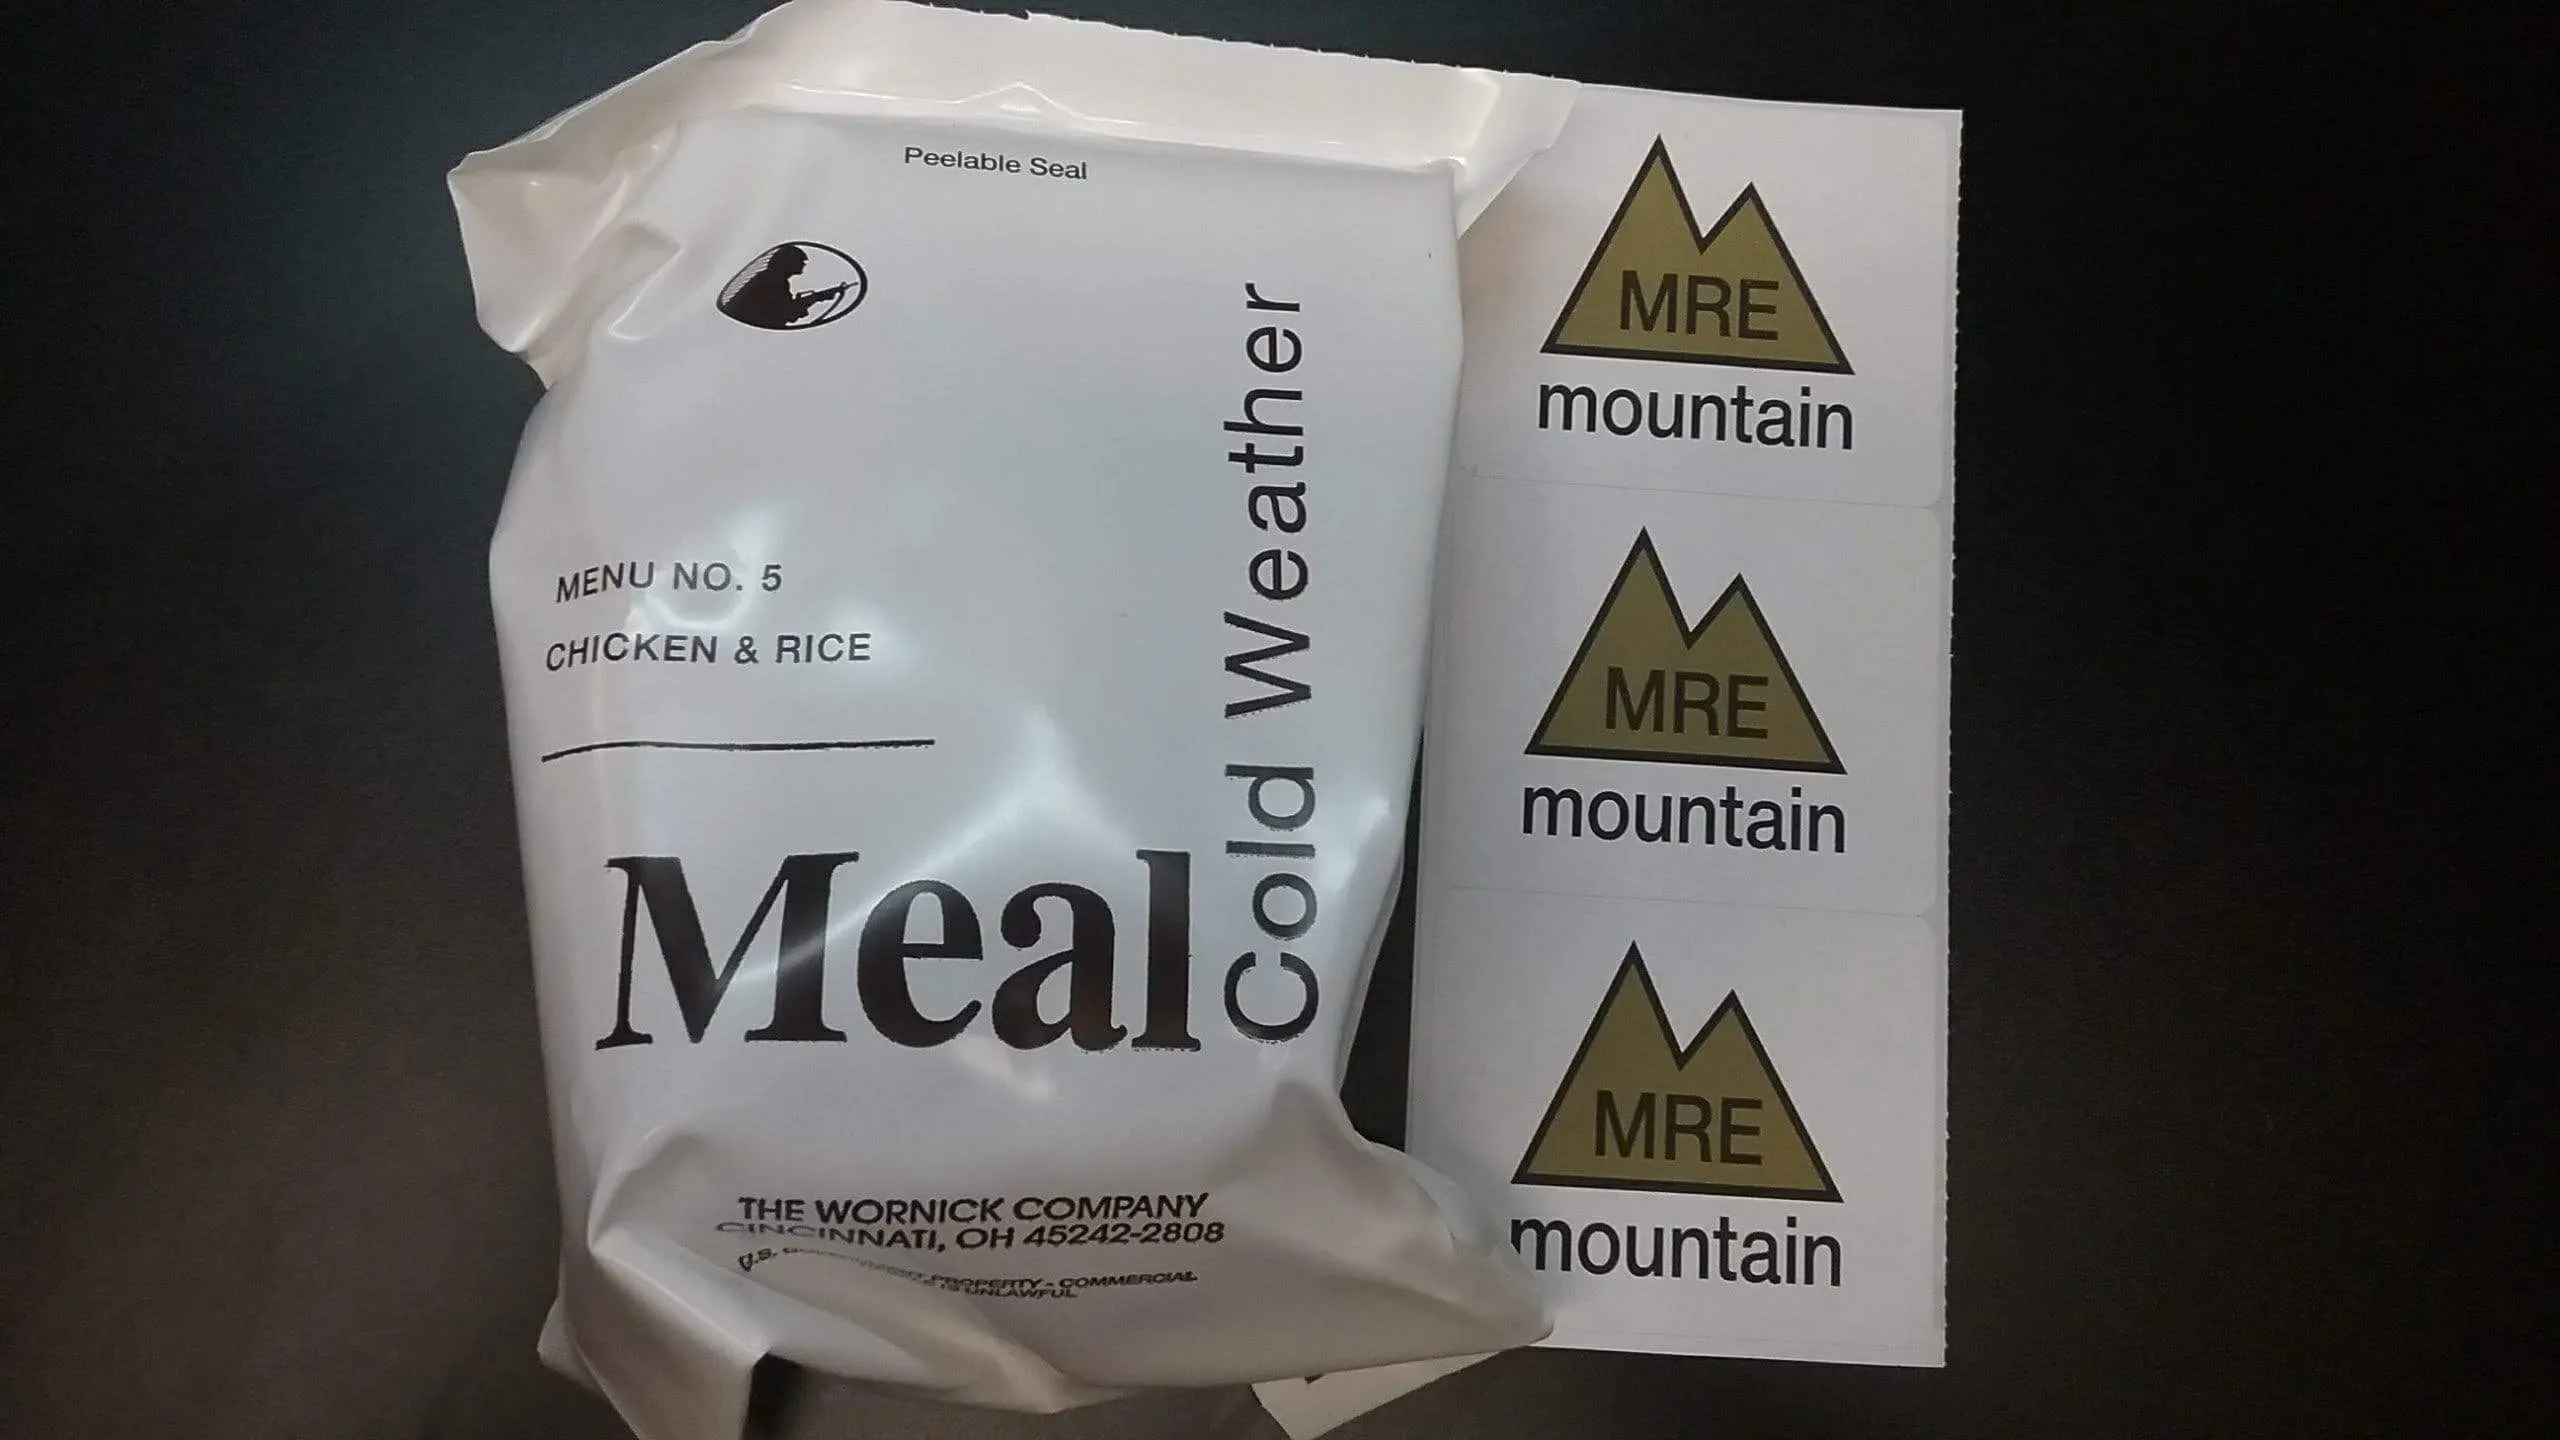 Peelable Seal
MENU NO. 5
CHICKEN & RICE
Meal
Cold Weather
THE WORNICK COMPANY
CINCINNATI, OH 45242-2808
U.S. PROPERTY - COMMERCIAL
IS UNLAWFUL
MRE
mountain
MRE
mountain
MRE
mountain